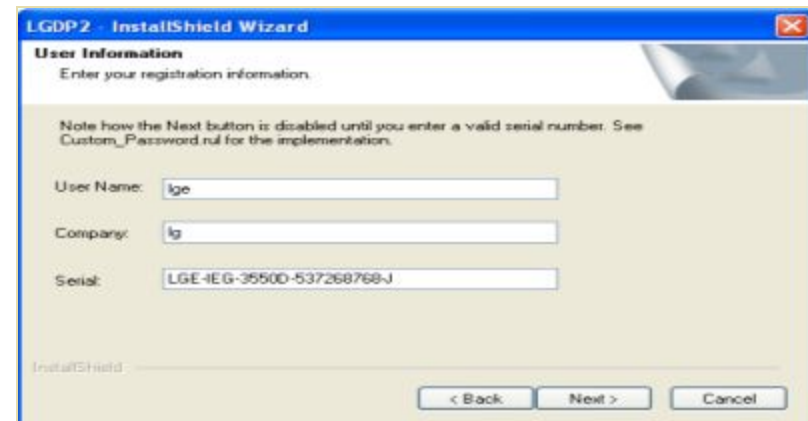 LGDP2 - InstallShield Wizard
User Information
Enter your registration information.
Note how the Next button is disabled until you enter a valid serial number. See
Custom_Password.rul for the implementation.
User Name: lge
Company: lg
Serial: LGE-IEG-3550D-537268768-J
InstallShield
< Back Next > Cancel